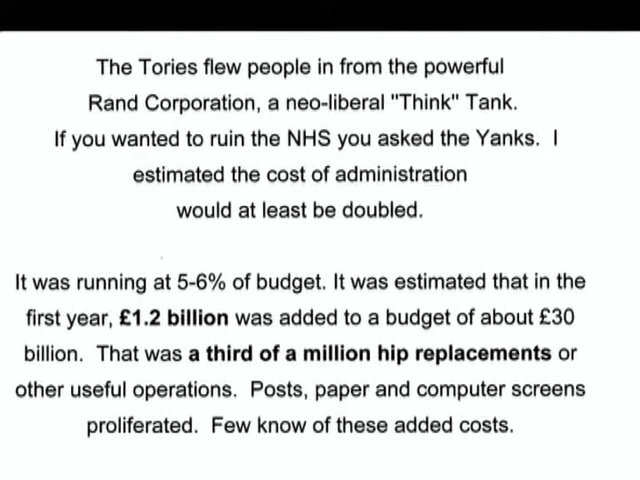 The Tories flew people in from the powerful
Rand Corporation, a neo-liberal "Think" Tank.
If you wanted to ruin the NHS you asked the Yanks.  I
estimated the cost of administration
would at least be doubled.
It was running at 5-6% of budget. It was estimated that in the
first year, £1.2 billion was added to a budget of about £30
billion.  That was a third of a million hip replacements or
other useful operations.  Posts, paper and computer screens
proliferated.  Few know of these added costs.